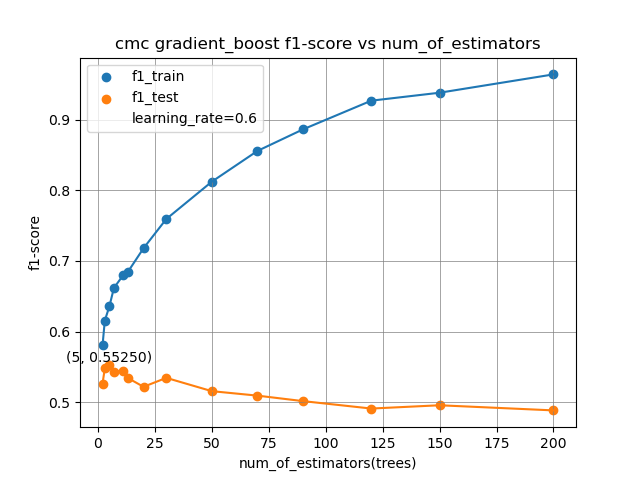 cmc gradient_boost f1-score vs num_of_estimators
f1_train
f1_test
learning_rate=0.6
0.9
0.8
0.7
0.6
0.5
f1-score
(5, 0.55250)
0 25 50 75 100 125 150 175 200
num_of_estimators(trees)